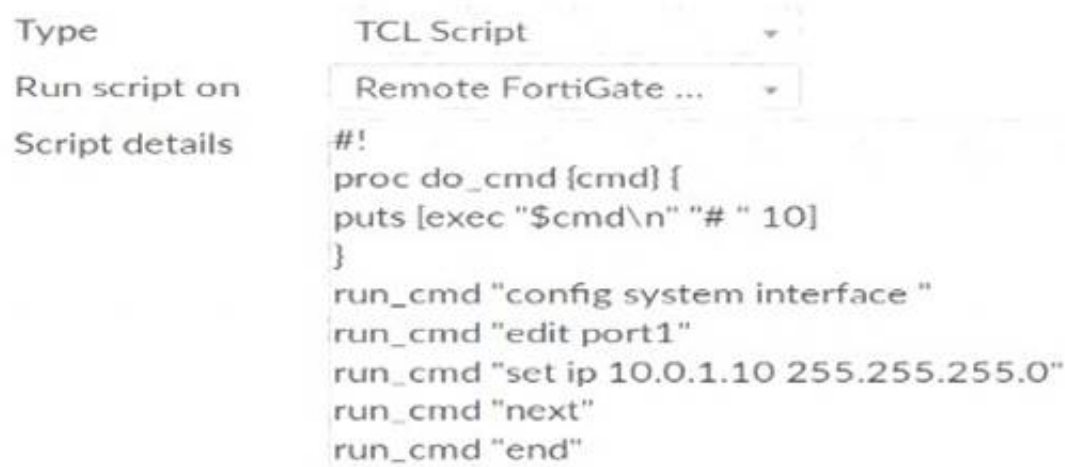 Type TCL Script
Run script on Remote FortiGate ...
Script details #!
proc do_cmd {cmd} {
puts [exec "$cmd\n" "# " 10]
}
run_cmd "config system interface "
run_cmd "edit port1"
run_cmd "set ip 10.0.1.10 255.255.255.0"
run_cmd "next"
run_cmd "end"